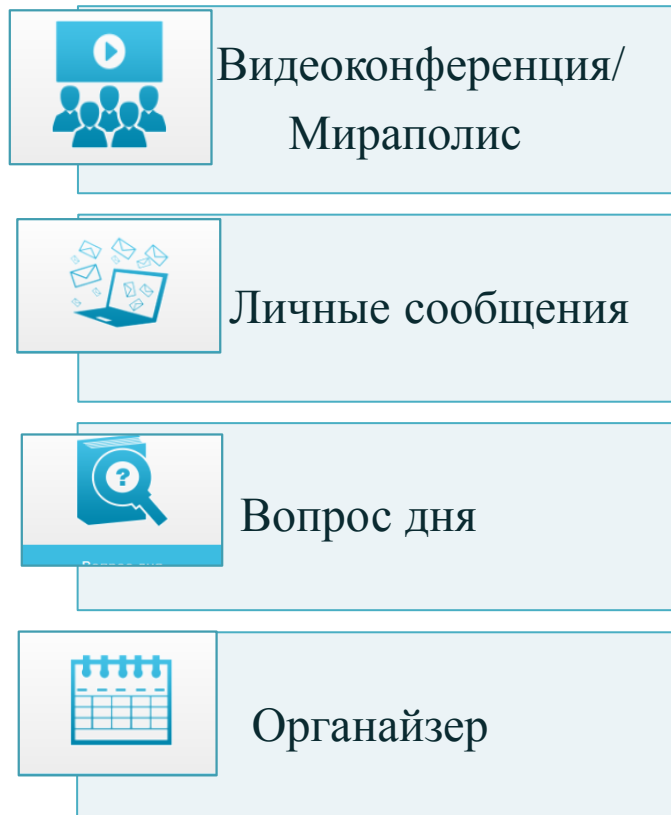 Видеоконференция/
Мираполис
Личные сообщения
?
Вопрос дня
Органайзер